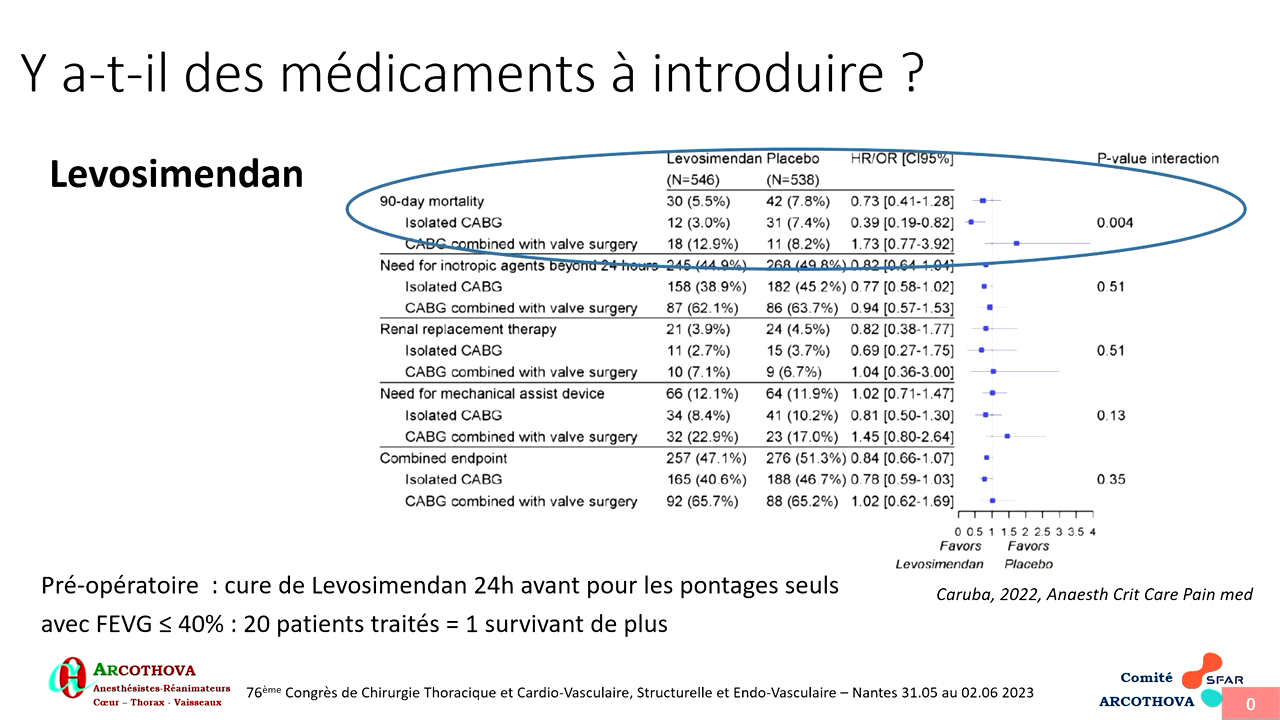 Y a-t-il des médicaments à introduire ?
Levosimendan
Levosimendan Placebo HR/OR [CI95%] P-value interaction
(N=546) (N=538)
90-day mortality 30 (5.5%) 42 (7.8%) 0.73 [0.41-1.28]
Isolated CABG 12 (3.0%) 31 (7.4%) 0.39 [0.19-0.82] 0.004
CABG combined with valve surgery 18 (12.9%) 11 (8.2%) 1.73 [0.77-3.92]
Need for inotropic agents beyond 24 hours 245 (44.9%) 268 (49.8%) 0.82 [0.64-1.04]
Isolated CABG 158 (38.9%) 182 (45.2%) 0.77 [0.58-1.02] 0.51
CABG combined with valve surgery 87 (62.1%) 86 (63.7%) 0.94 [0.57-1.53]
Renal replacement therapy 21 (3.9%) 24 (4.5%) 0.82 [0.38-1.77]
Isolated CABG 11 (2.7%) 15 (3.7%) 0.69 [0.27-1.75] 0.51
CABG combined with valve surgery 10 (7.1%) 9 (6.7%) 1.04 [0.36-3.00]
Need for mechanical assist device 66 (12.1%) 64 (11.9%) 1.02 [0.71-1.47]
Isolated CABG 34 (8.4%) 41 (10.2%) 0.81 [0.50-1.30] 0.13
CABG combined with valve surgery 32 (22.9%) 23 (17.0%) 1.45 [0.80-2.64]
Combined endpoint 257 (47.1%) 276 (51.3%) 0.84 [0.66-1.07]
Isolated CABG 165 (40.6%) 188 (46.7%) 0.78 [0.59-1.03] 0.35
CABG combined with valve surgery 92 (65.7%) 88 (65.2%) 1.02 [0.62-1.69]
0 0.5 1 1.5 2 2.5 3 3.5 4
Favors Favors
Levosimendan Placebo
Pré-opératoire : cure de Levosimendan 24h avant pour les pontages seuls
avec FEVG ≤ 40% : 20 patients traités = 1 survivant de plus
Caruba, 2022, Anaesth Crit Care Pain med
ARCOTHOVA
Anesthésistes-Réanimateurs
Cœur – Thorax - Vaisseaux
76ème Congrès de Chirurgie Thoracique et Cardio-Vasculaire, Structurelle et Endo-Vasculaire – Nantes 31.05 au 02.06 2023
Comité
ARCOTHOVA
SFAR
0